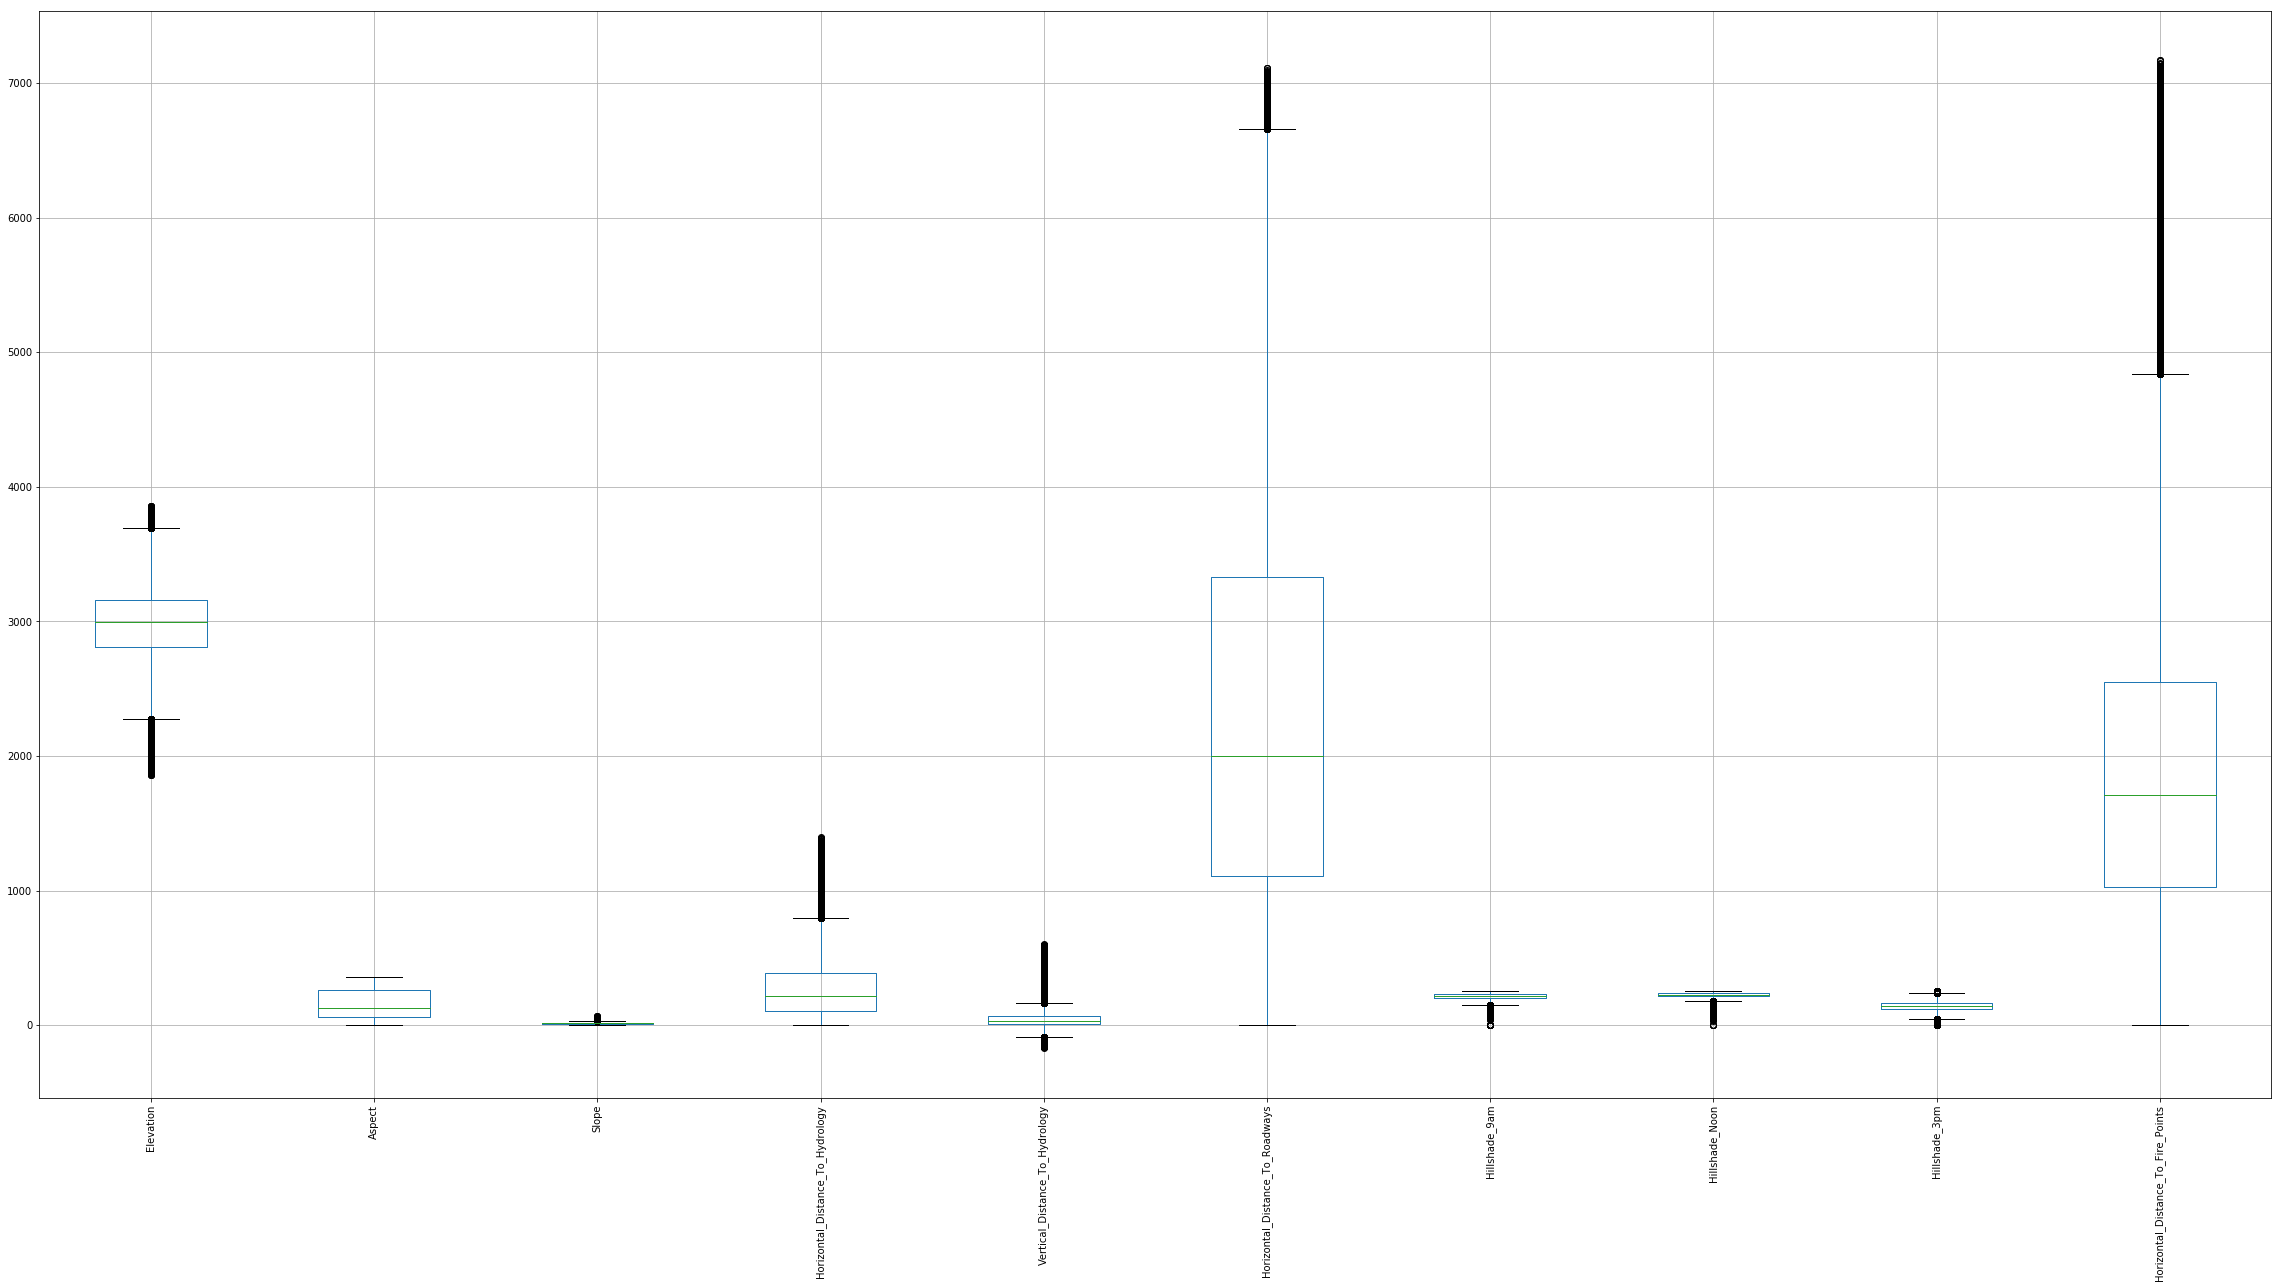 7000
6000
5000
4000
3000
2000
1000
0
Elevation
Aspect
Slope
Horizontal_Distance_To_Hydrology
Vertical_Distance_To_Hydrology
Horizontal_Distance_To_Roadways
Hillshade_9am
Hillshade_Noon
Hillshade_3pm
Horizontal_Distance_To_Fire_Points